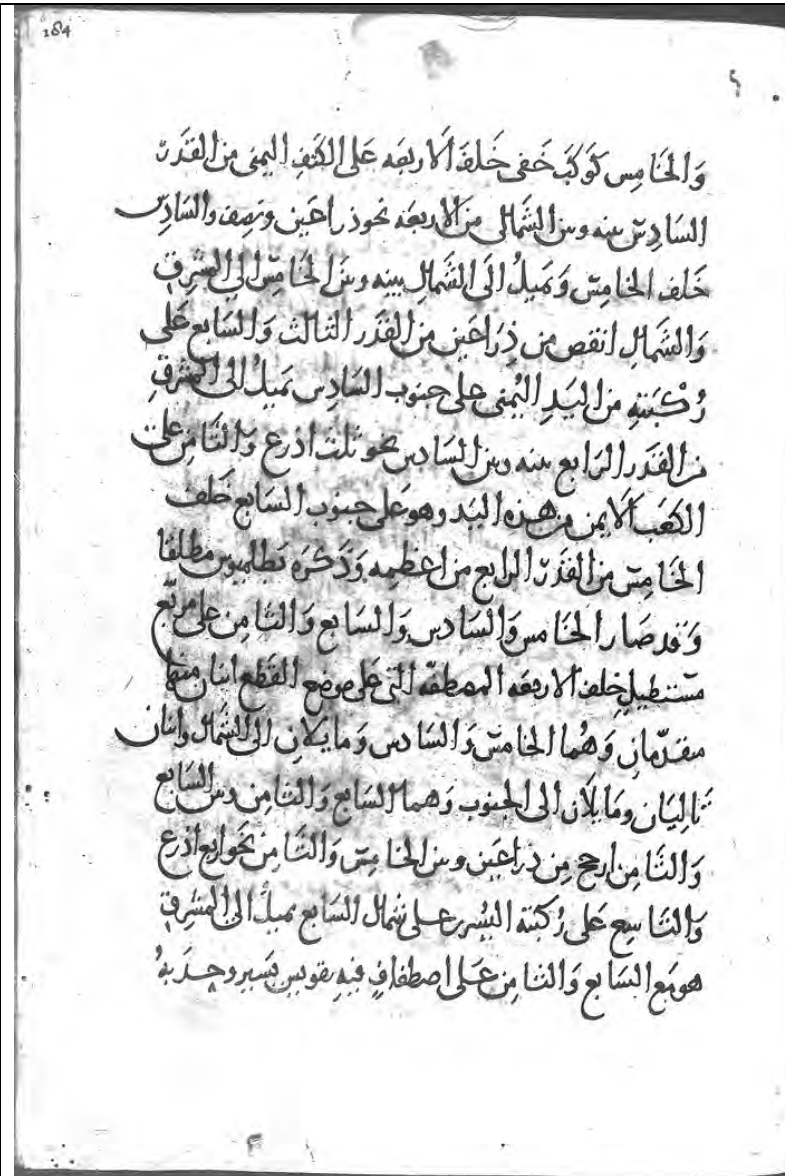 184
والخامس كوكب خفى خلف الاربعه على الكتف اليمنى من القدر
السادس بينه وبين الشمالى من الاربعه نحو ذراعين ونصف والسادس
خلف الخامس ويميل الى الشمال بينه وبين الخامس الى المشرق
والشمال انقص من ذراعين من القدر الثالث والسابع على
ركبته من اليد اليمنى على جنوب السادس يميل الى المشرق
من القدر الرابع بينه وبين السادس نحو ثلث اذرع والثامن على
الكعب الايمن من هذه اليد وهو على جنوب السابع خلف
الخامس من القدر الرابع من اعظمه وذكره بطلميوس مطلقا
وقد صار الخامس والسادس والسابع والثامن على مربع
مستطيل خلف الاربعه المصطفه التى على موضع القطع اثنان منها
متقدمان وهما الخامس والسادس ومايلان الى الشمال واثنان
تاليان ومايلان الى الجنوب وهما السابع والثامن وبين السابع
والثامن ارجح من ذراعين وبين الخامس والثامن نحو اربع اذرع
والتاسع على ركبته اليسرى على شمال السابع يميل الى المشرق
هو مع السابع والثامن على اصطفاف فيه تقويس يسير وحدبه